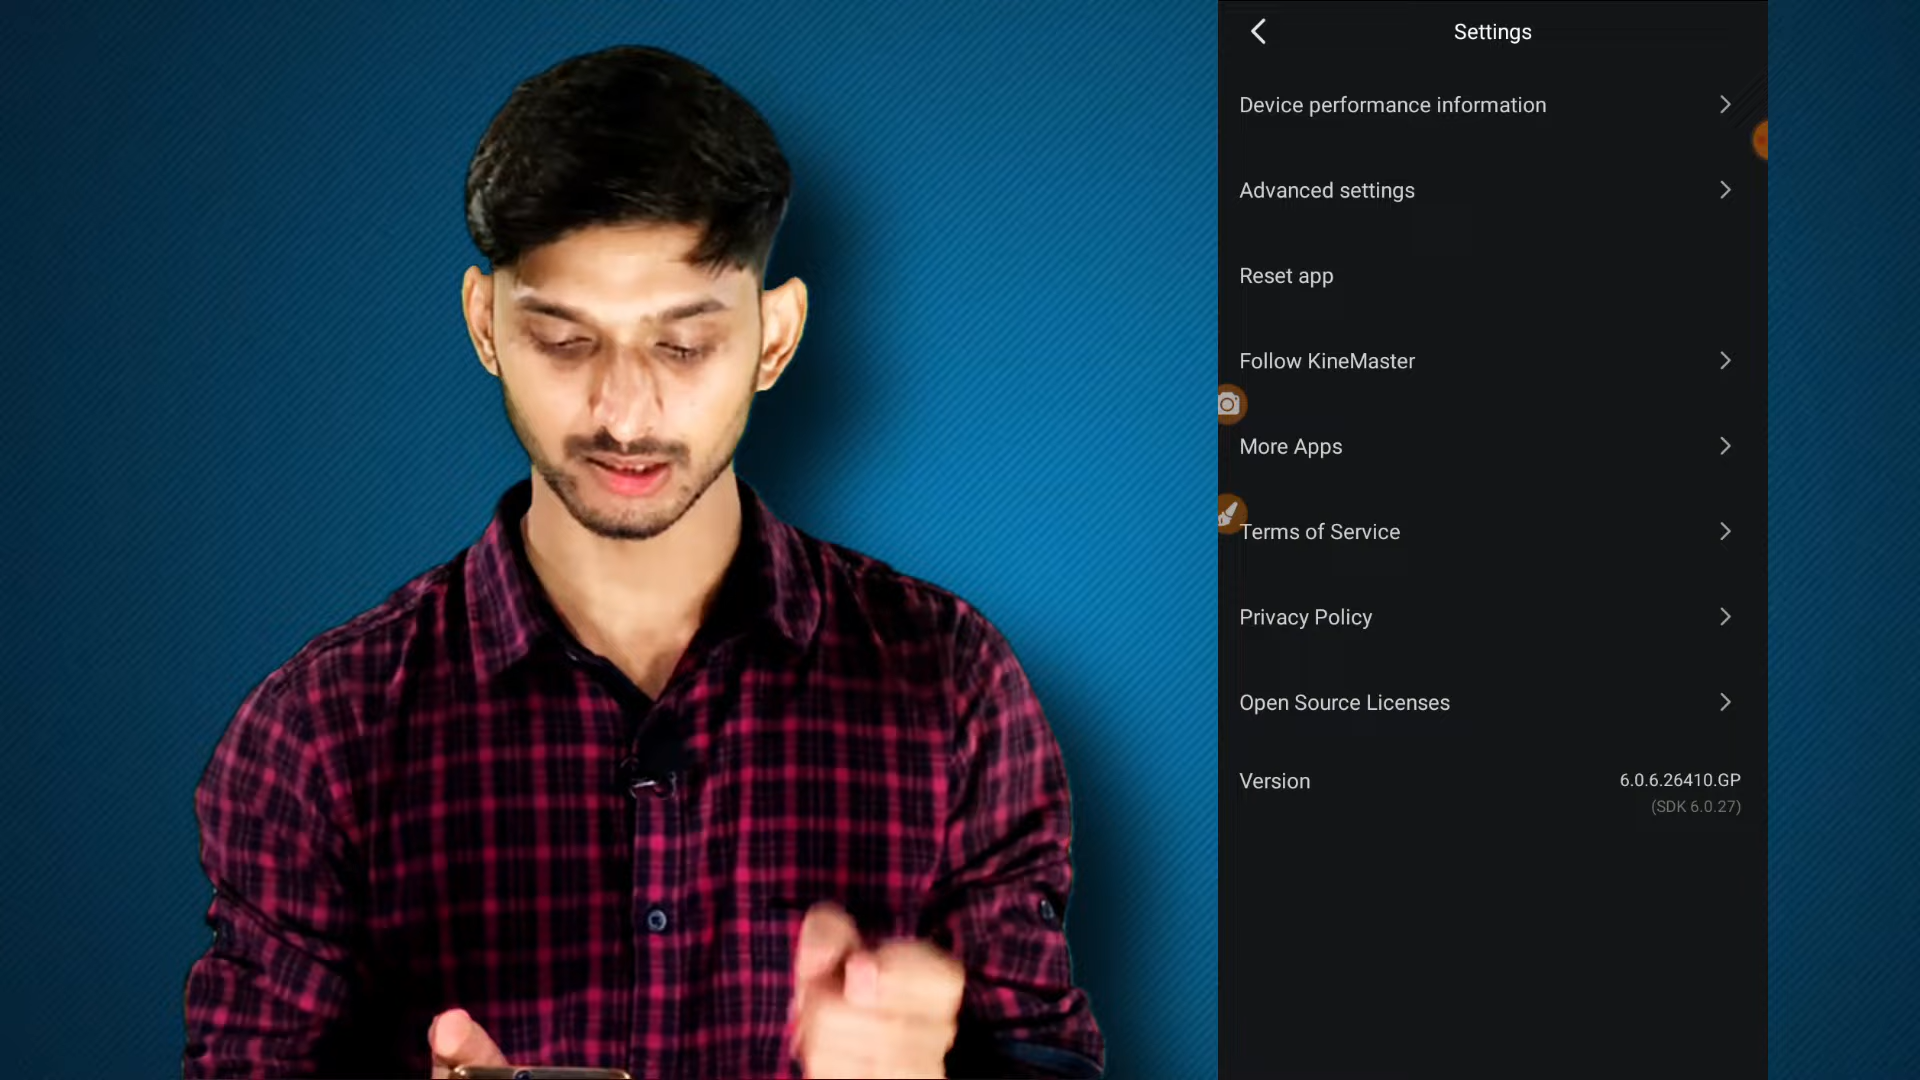 Settings
Device performance information
Advanced settings
Reset app
Follow KineMaster
More Apps
Terms of Service
Privacy Policy
Open Source Licenses
Version 6.0.6.26410.GP
(SDK 6.0.27)